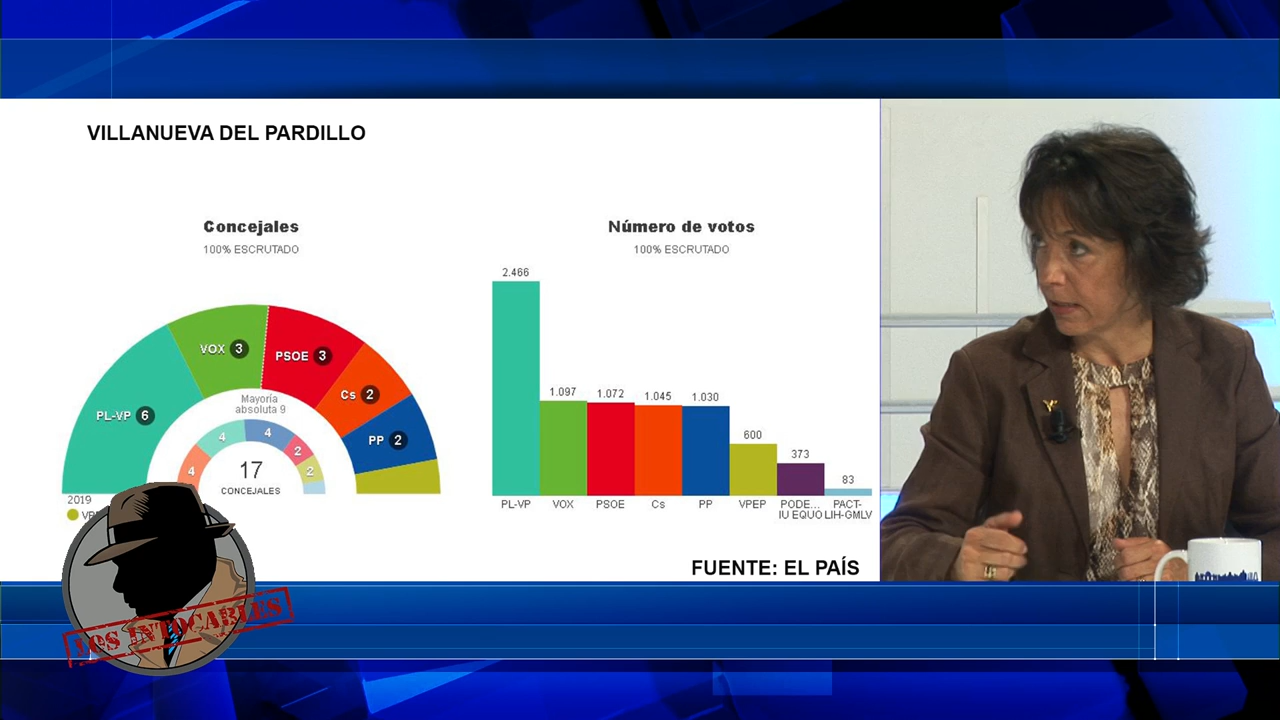 VILLANUEVA DEL PARDILLO
Concejales
100% ESCRUTADO
VOX 3
PSOE 3
Cs 2
PL-VP 6
PP 2
Mayoría
absoluta 9
4
4
4
2
2
17
CONCEJALES
2019
Número de votos
100% ESCRUTADO
2.466
1.097
1.072
1.045
1.030
600
373
83
PL-VP
VOX
PSOE
Cs
PP
VPEP
PODE...
IU EQUO
PACT-
LIH-GMLV
FUENTE: EL PAÍS
LOS INTOCABLES